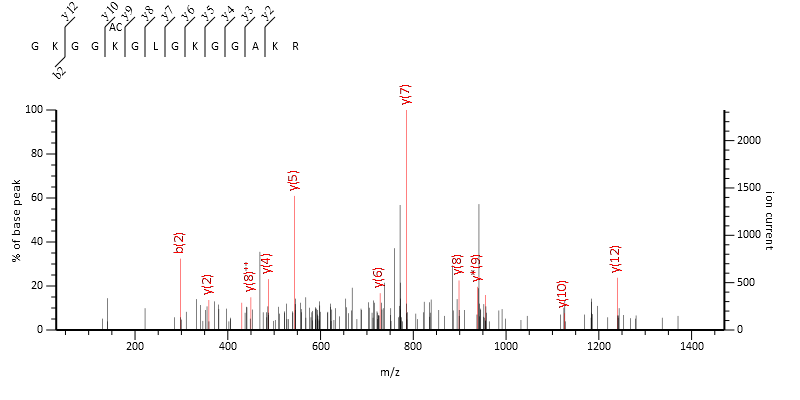 y12 y10 y9 y8 y7 y6 y5 y4 y3 y2
AC
G K G G K G L G K G G A K R
b2
100
80
60
40
20
0
% of base peak
b(2) y(2) y(8)++ y(4) y(5) y(6) y(7) y(8) y*(9) y(10) y(12)
2000
1500
1000
500
0
ion current
200 400 600 800 1000 1200 1400
m/z